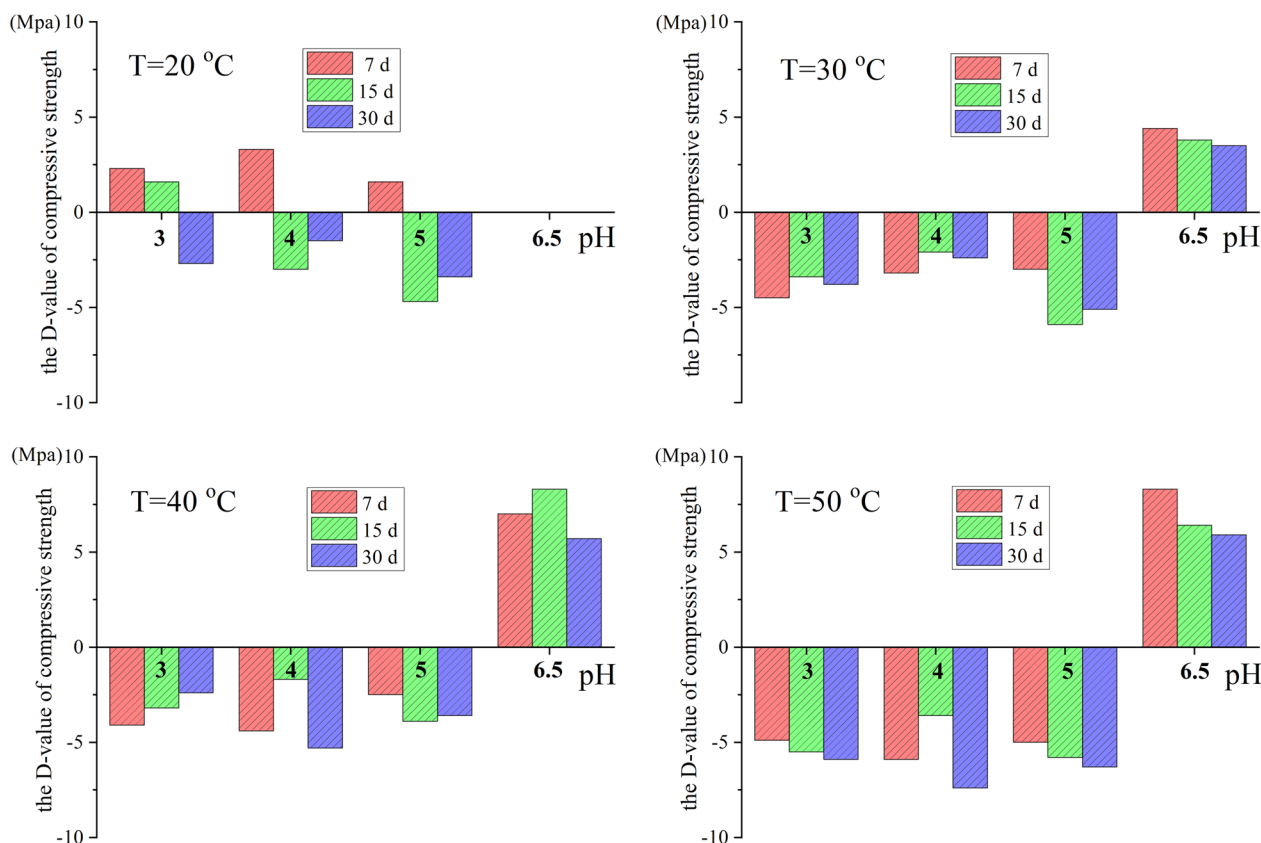 (Mpa)
10
5
0
-5
-10
the D-value of compressive strength
T=20 °C
7 d
15 d
30 d
3
4
5
6.5
pH
(Mpa)
10
5
0
-5
-10
the D-value of compressive strength
T=30 °C
7 d
15 d
30 d
3
4
5
6.5
pH
(Mpa)
10
5
0
-5
-10
the D-value of compressive strength
T=40 °C
7 d
15 d
30 d
3
4
5
6.5
pH
(Mpa)
10
5
0
-5
-10
the D-value of compressive strength
T=50 °C
7 d
15 d
30 d
3
4
5
6.5
pH